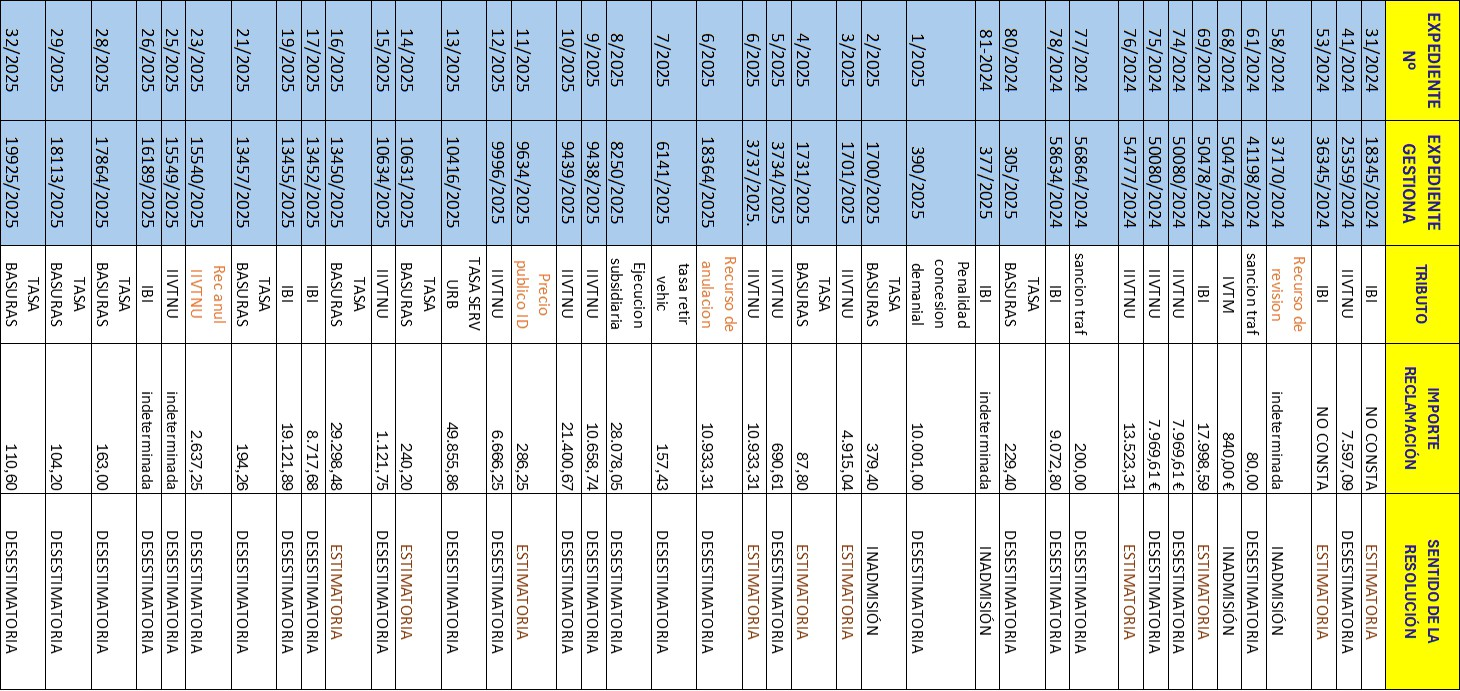 EXPEDIENTE Nº EXPEDIENTE GESTIONA TRIBUTO IMPORTE RECLAMACIÓN SENTIDO DE LA RESOLUCIÓN
31/2024 18345/2024 IBI NO CONSTA ESTIMATORIA
41/2024 25359/2024 IIVTNU 7.597,09 DESESTIMATORIA
53/2024 36345/2024 IBI NO CONSTA ESTIMATORIA
58/2024 37170/2024 Recurso de revision indeterminada INADMISIÓN
61/2024 41198/2024 sancion traf 80,00 DESESTIMATORIA
68/2024 50476/2024 IVTM 840,00 € INADMISIÓN
69/2024 50478/2024 IBI 17.998,59 ESTIMATORIA
74/2024 50080/2024 IIVTNU 7.969,61 € DESESTIMATORIA
75/2024 50080/2024 IIVTNU 7.969,61 € DESESTIMATORIA
76/2024 54777/2024 IIVTNU 13.523,31 ESTIMATORIA
77/2024 56864/2024 sancion traf 200,00 DESESTIMATORIA
78/2024 58634/2024 IBI 9.072,80 DESESTIMATORIA
80/2024 305/2025 TASA BASURAS 229,40 DESESTIMATORIA
81-2024 377/2025 IBI indeterminada INADMISIÓN
1/2025 390/2025 Penalidad concesion demanial 10.001,00 DESESTIMATORIA
2/2025 1700/2025 TASA BASURAS 379,40 INADMISIÓN
3/2025 1701/2025 IIVTNU 4.915,04 ESTIMATORIA
4/2025 1731/2025 TASA BASURAS 87,80 ESTIMATORIA
5/2025 3734/2025 IIVTNU 690,61 DESESTIMATORIA
6/2025 3737/2025. IIVTNU 10.933,31 ESTIMATORIA
6/2025 18364/2025 Recurso de anulacion 10.933,31 DESESTIMATORIA
7/2025 6141/2025 tasa retir vehic 157,43 DESESTIMATORIA
8/2025 8250/2025 Ejecucion subsidiaria 28.078,05 DESESTIMATORIA
9/2025 9438/2025 IIVTNU 10.658,74 DESESTIMATORIA
10/2025 9439/2025 IIVTNU 21.400,67 DESESTIMATORIA
11/2025 9634/2025 Precio publico ID 286,25 ESTIMATORIA
12/2025 9996/2025 IIVTNU 6.666,25 DESESTIMATORIA
13/2025 10416/2025 TASA SERV URB 49.855,86 DESESTIMATORIA
14/2025 10631/2025 TASA BASURAS 240,20 ESTIMATORIA
15/2025 10634/2025 IIVTNU 1.121,75 DESESTIMATORIA
16/2025 13450/2025 TASA BASURAS 29.298,48 ESTIMATORIA
17/2025 13452/2025 IBI 8.717,68 DESESTIMATORIA
19/2025 13455/2025 IBI 19.121,89 DESESTIMATORIA
21/2025 13457/2025 TASA BASURAS 194,26 DESESTIMATORIA
23/2025 15540/2025 Rec anul IIVTNU 2.637,25 DESESTIMATORIA
25/2025 15549/2025 IIVTNU indeterminada DESESTIMATORIA
26/2025 16189/2025 IBI indeterminada DESESTIMATORIA
28/2025 17864/2025 TASA BASURAS 163,00 DESESTIMATORIA
29/2025 18113/2025 TASA BASURAS 104,20 DESESTIMATORIA
32/2025 19925/2025 TASA BASURAS 110,60 DESESTIMATORIA